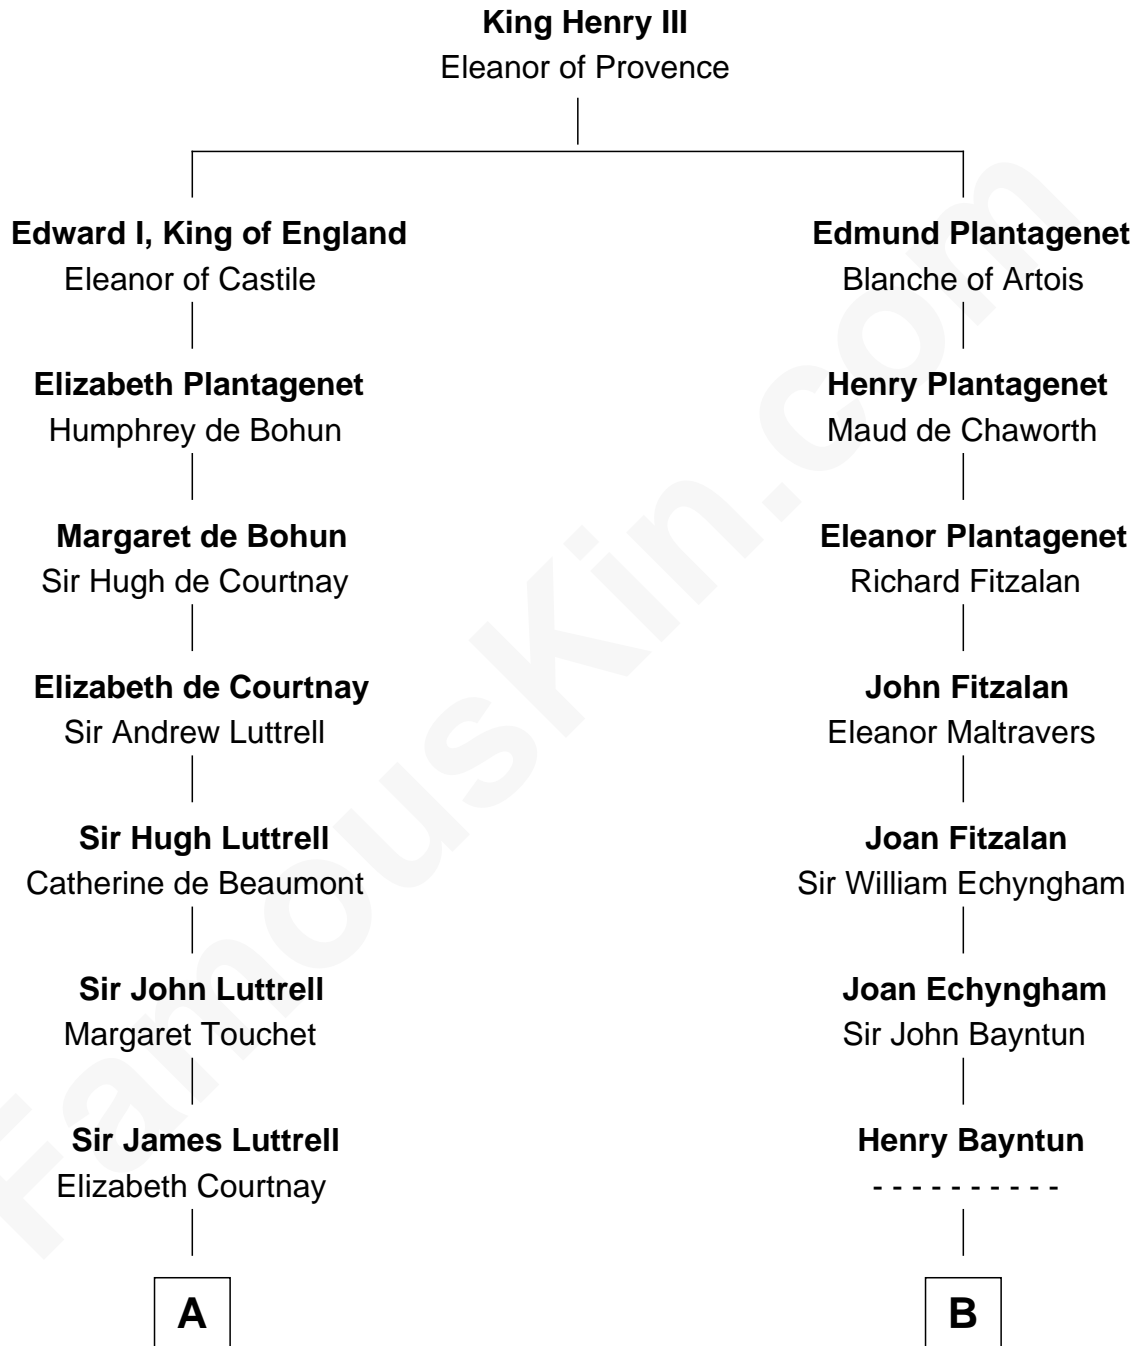 King Henry III
Eleanor of Provence
Edward I, King of England
Eleanor of Castile
Edmund Plantagenet
Blanche of Artois
Elizabeth Plantagenet
Humphrey de Bohun
Henry Plantagenet
Maud de Chaworth
Margaret de Bohun
Sir Hugh de Courtnay
Eleanor Plantagenet
Richard Fitzalan
Elizabeth de Courtnay
Sir Andrew Luttrell
John Fitzalan
Eleanor Maltravers
Sir Hugh Luttrell
Catherine de Beaumont
Joan Fitzalan
Sir William Echyngham
Sir John Luttrell
Margaret Touchet
Joan Echyngham
Sir John Bayntun
Sir James Luttrell
Elizabeth Courtnay
Henry Bayntun
- - - - - - - - - -
A
B
FamousKin.com